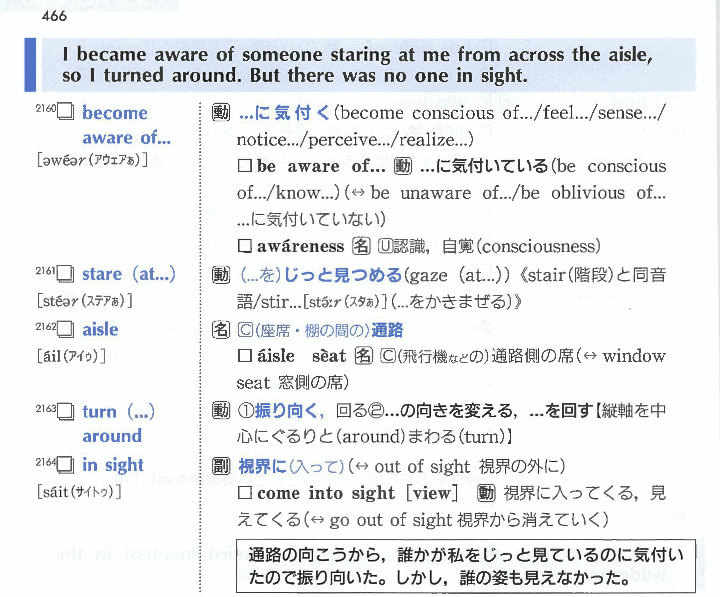 466
I became aware of someone staring at me from across the aisle,
so I turned around. But there was no one in sight.
2160□ become
aware of...
[əwéər(アウェアぁ)]
動 …に気付く(become conscious of.../feel.../sense.../
notice.../perceive.../realize...)
□ be aware of... 動 …に気付いている(be conscious
of.../know...)(↔be unaware of.../be oblivious of...
…に気付いていない)
□ awáreness 名 Ⓤ認識，自覚(consciousness)
2161□ stare (at...)
[stéər(ステアぁ)]
動 (…を)じっと見つめる(gaze (at...))《stair(階段)と同音
語/stir...[stə́ːr(スタぁ)](…をかきまぜる)》
2162□ aisle
[áil(アイゥ)]
名 Ⓒ(座席・棚の間の)通路
□ áisle sèat 名 Ⓒ(飛行機などの)通路側の席(↔window
seat 窓側の席)
2163□ turn (...)
around
動 ①振り向く，回る②…の向きを変える，…を回す【縦軸を中
心にぐるりと(around)まわる(turn)】
2164□ in sight
[sáit(サイトゥ)]
副 視界に(入って)(↔out of sight 視界の外に)
□ come into sight [view] 動 視界に入ってくる，見
えてくる(↔go out of sight 視界から消えていく)
通路の向こうから，誰かが私をじっと見ているのに気付い
たので振り向いた。しかし，誰の姿も見えなかった。